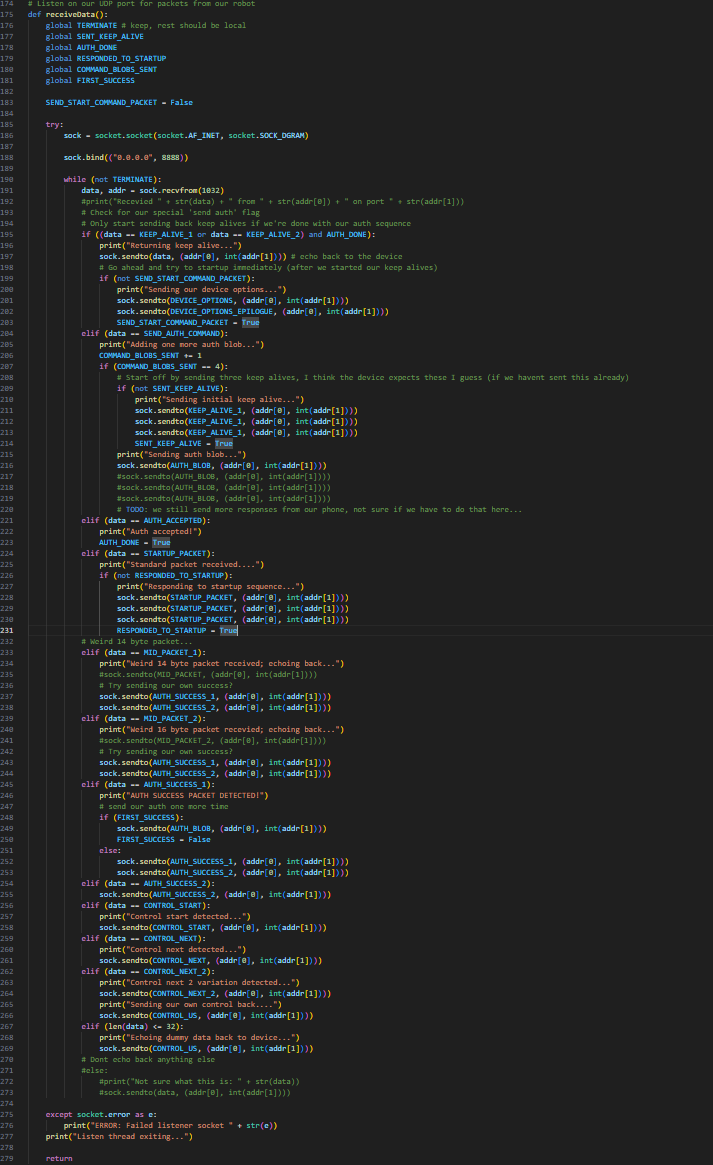 174 # Listen on our UDP port for packets from our robot
175 def receiveData():
176 global TERMINATE # keep, rest should be local
177 global SENT_KEEP_ALIVE
178 global AUTH_DONE
179 global RESPONDED_TO_STARTUP
180 global COMMAND_BLOBS_SENT
181 global FIRST_SUCCESS
182
183 SEND_START_COMMAND_PACKET = False
184
185 try:
186 sock = socket.socket(socket.AF_INET, socket.SOCK_DGRAM)
187
188 sock.bind(("0.0.0.0", 8888))
189
190 while (not TERMINATE):
191 data, addr = sock.recvfrom(1032)
192 #print("Recevied " + str(data) + " from " + str(addr[0]) + " on port " + str(addr[1]))
193 # Check for our special 'send auth' flag
194 # Only start sending back keep alives if we're done with our auth sequence
195 if ((data == KEEP_ALIVE_1 or data == KEEP_ALIVE_2) and AUTH_DONE):
196 print("Returning keep alive...")
197 sock.sendto(data, (addr[0], int(addr[1]))) # echo back to the device
198 # Go ahead and try to startup immediately (after we started our keep alives)
199 if (not SEND_START_COMMAND_PACKET):
200 print("Sending our device options...")
201 sock.sendto(DEVICE_OPTIONS, (addr[0], int(addr[1])))
202 sock.sendto(DEVICE_OPTIONS_EPILOGUE, (addr[0], int(addr[1])))
203 SEND_START_COMMAND_PACKET = True
204 elif (data == SEND_AUTH_COMMAND):
205 print("Adding one more auth blob...")
206 COMMAND_BLOBS_SENT += 1
207 if (COMMAND_BLOBS_SENT == 4):
208 # Start off by sending three keep alives, I think the device expects these I guess (if we havent sent this already)
209 if (not SENT_KEEP_ALIVE):
210 print("Sending initial keep alive...")
211 sock.sendto(KEEP_ALIVE_1, (addr[0], int(addr[1])))
212 sock.sendto(KEEP_ALIVE_1, (addr[0], int(addr[1])))
213 sock.sendto(KEEP_ALIVE_1, (addr[0], int(addr[1])))
214 SENT_KEEP_ALIVE = True
215 print("Sending auth blob...")
216 sock.sendto(AUTH_BLOB, (addr[0], int(addr[1])))
217 #sock.sendto(AUTH_BLOB, (addr[0], int(addr[1])))
218 #sock.sendto(AUTH_BLOB, (addr[0], int(addr[1])))
219 #sock.sendto(AUTH_BLOB, (addr[0], int(addr[1])))
220 # TODO: we still send more responses from our phone, not sure if we have to do that here...
221 elif (data == AUTH_ACCEPTED):
222 print("Auth accepted!")
223 AUTH_DONE = True
224 elif (data == STARTUP_PACKET):
225 print("Standard packet received....")
226 if (not RESPONDED_TO_STARTUP):
227 print("Responding to startup sequence...")
228 sock.sendto(STARTUP_PACKET, (addr[0], int(addr[1])))
229 sock.sendto(STARTUP_PACKET, (addr[0], int(addr[1])))
230 sock.sendto(STARTUP_PACKET, (addr[0], int(addr[1])))
231 RESPONDED_TO_STARTUP = True
232 # Weird 14 byte packet...
233 elif (data == MID_PACKET_1):
234 print("Weird 14 byte packet received; echoing back...")
235 #sock.sendto(MID_PACKET, (addr[0], int(addr[1])))
236 # Try sending our own success?
237 sock.sendto(AUTH_SUCCESS_1, (addr[0], int(addr[1])))
238 sock.sendto(AUTH_SUCCESS_2, (addr[0], int(addr[1])))
239 elif (data == MID_PACKET_2):
240 print("Weird 16 byte packet recevied; echoing back...")
241 #sock.sendto(MID_PACKET_2, (addr[0], int(addr[1])))
242 # Try sending our own success?
243 sock.sendto(AUTH_SUCCESS_1, (addr[0], int(addr[1])))
244 sock.sendto(AUTH_SUCCESS_2, (addr[0], int(addr[1])))
245 elif (data == AUTH_SUCCESS_1):
246 print("AUTH SUCCESS PACKET DETECTED!")
247 # send our auth one more time
248 if (FIRST_SUCCESS):
249 sock.sendto(AUTH_BLOB, (addr[0], int(addr[1])))
250 FIRST_SUCCESS = False
251 else:
252 sock.sendto(AUTH_SUCCESS_1, (addr[0], int(addr[1])))
253 sock.sendto(AUTH_SUCCESS_2, (addr[0], int(addr[1])))
254 elif (data == AUTH_SUCCESS_2):
255 sock.sendto(AUTH_SUCCESS_2, (addr[0], int(addr[1])))
256 elif (data == CONTROL_START):
257 print("Control start detected...")
258 sock.sendto(CONTROL_START, (addr[0], int(addr[1])))
259 elif (data == CONTROL_NEXT):
260 print("Control next detected...")
261 sock.sendto(CONTROL_NEXT, (addr[0], int(addr[1])))
262 elif (data == CONTROL_NEXT_2):
263 print("Control next 2 variation detected...")
264 sock.sendto(CONTROL_NEXT_2, (addr[0], int(addr[1])))
265 print("Sending our own control back....")
266 sock.sendto(CONTROL_US, (addr[0], int(addr[1])))
267 elif (len(data) <= 32):
268 print("Echoing dummy data back to device...")
269 sock.sendto(CONTROL_US, (addr[0], int(addr[1])))
270 # Dont echo back anything else
271 #else:
272 #print("Not sure what this is: " + str(data))
273 #sock.sendto(data, (addr[0], int(addr[1])))
274
275 except socket.error as e:
276 print("ERROR: Failed listener socket " + str(e))
277 print("Listen thread exiting...")
278
279 return